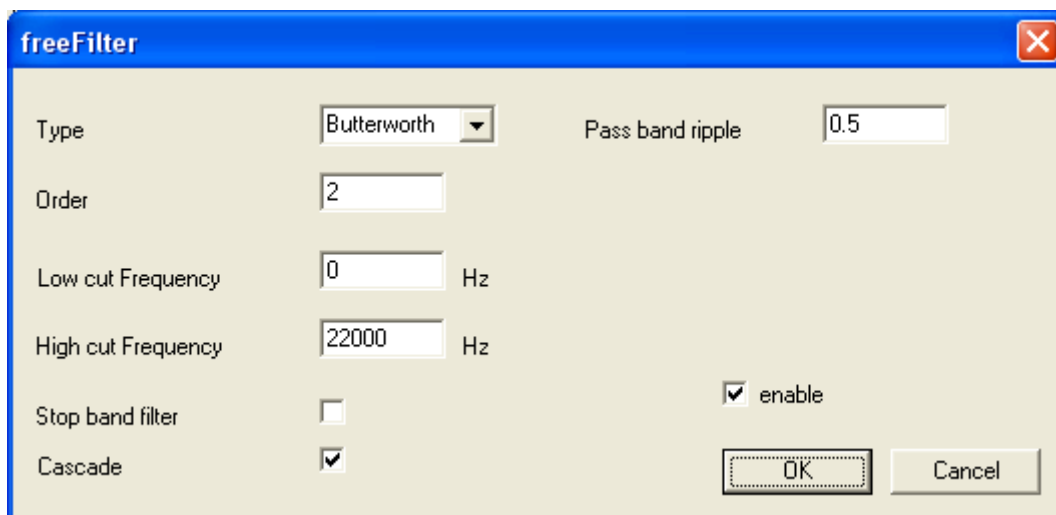 freeFilter
Type Butterworth Pass band ripple 0.5
Order 2
Low cut Frequency 0 Hz
High cut Frequency 22000 Hz
enable
Stop band filter
Cascade OK Cancel